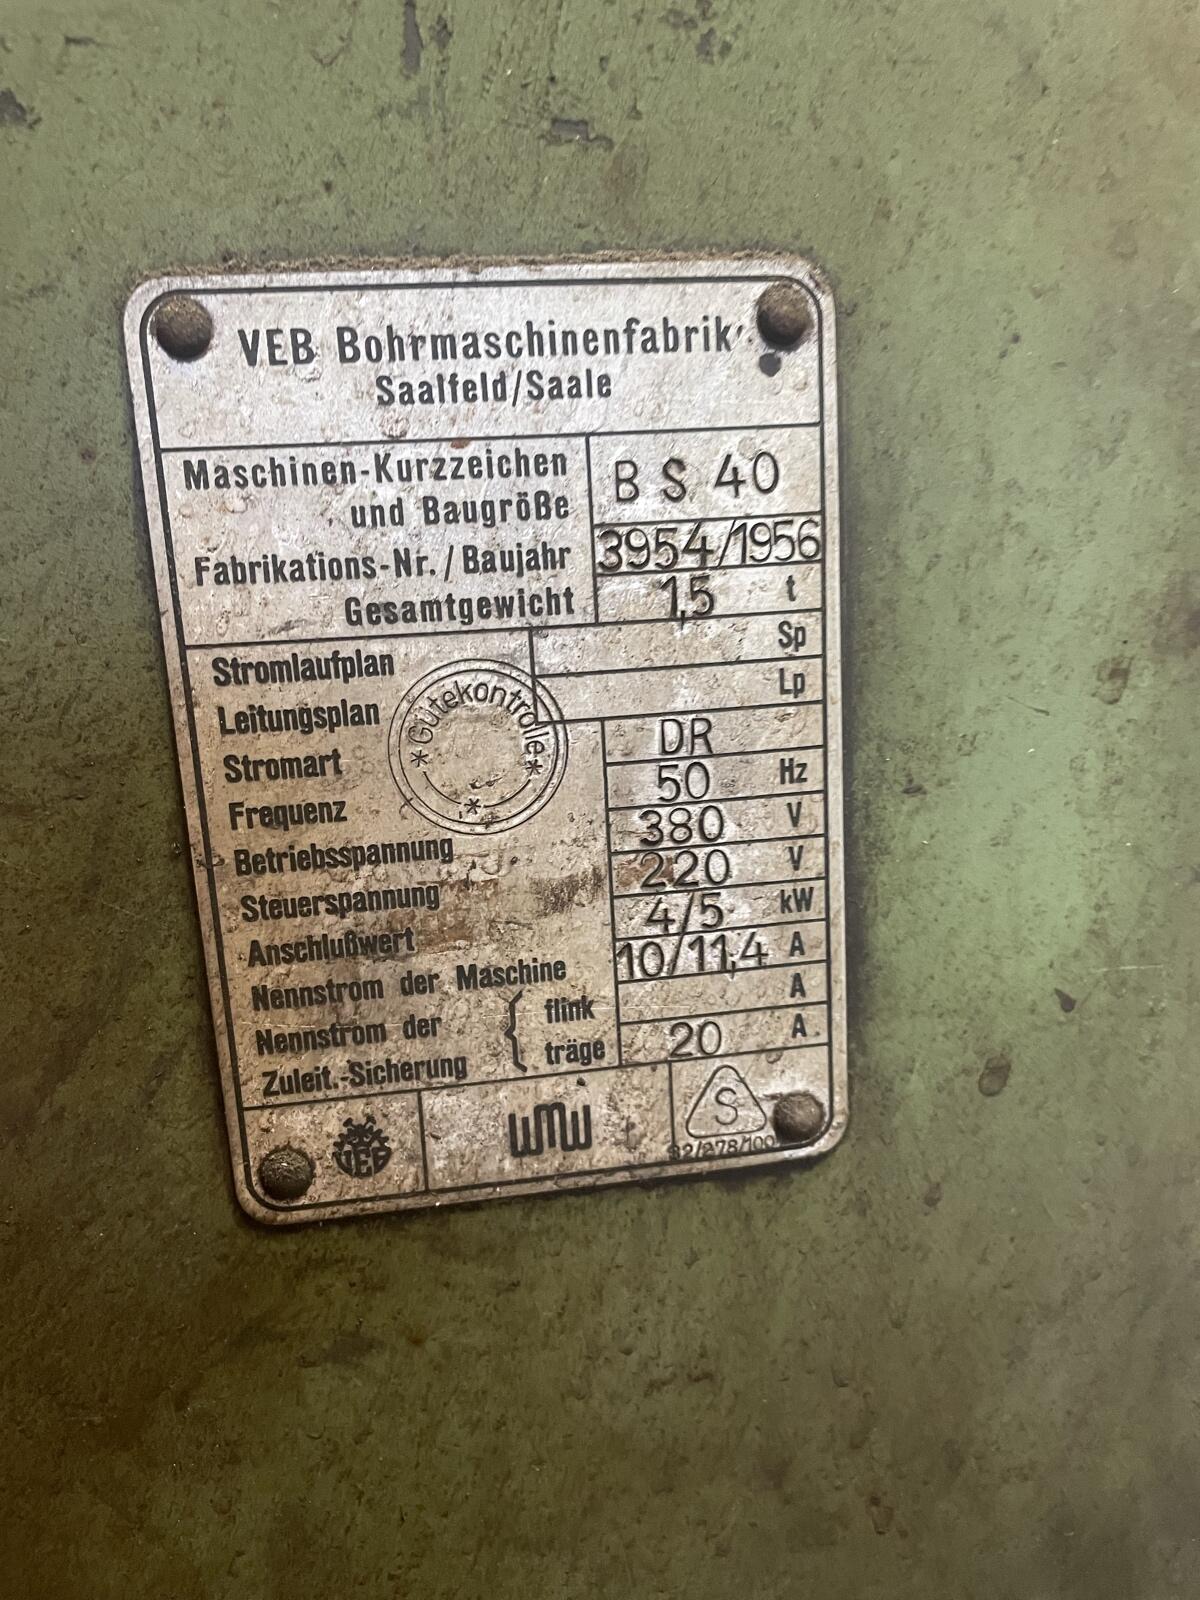 VEB Bohrmaschinenfabrik
Saalfeld/Saale
Maschinen-Kurzzeichen
und Baugröße
B S 40
Fabrikations-Nr./Baujahr 3954/1956
Gesamtgewicht 1,5 t
Stromlaufplan Sp
Leitungsplan Lp
Gütekontrolle
Stromart DR
Frequenz 50 Hz
Betriebsspannung 380 V
Steuerspannung 220 V
Anschlußwert 4/5 kW
Nennstrom der Maschine 10/11,4 A
Nennstrom der flink A
Zuleit.-Sicherung träge 20 A
VEB
WMW
S